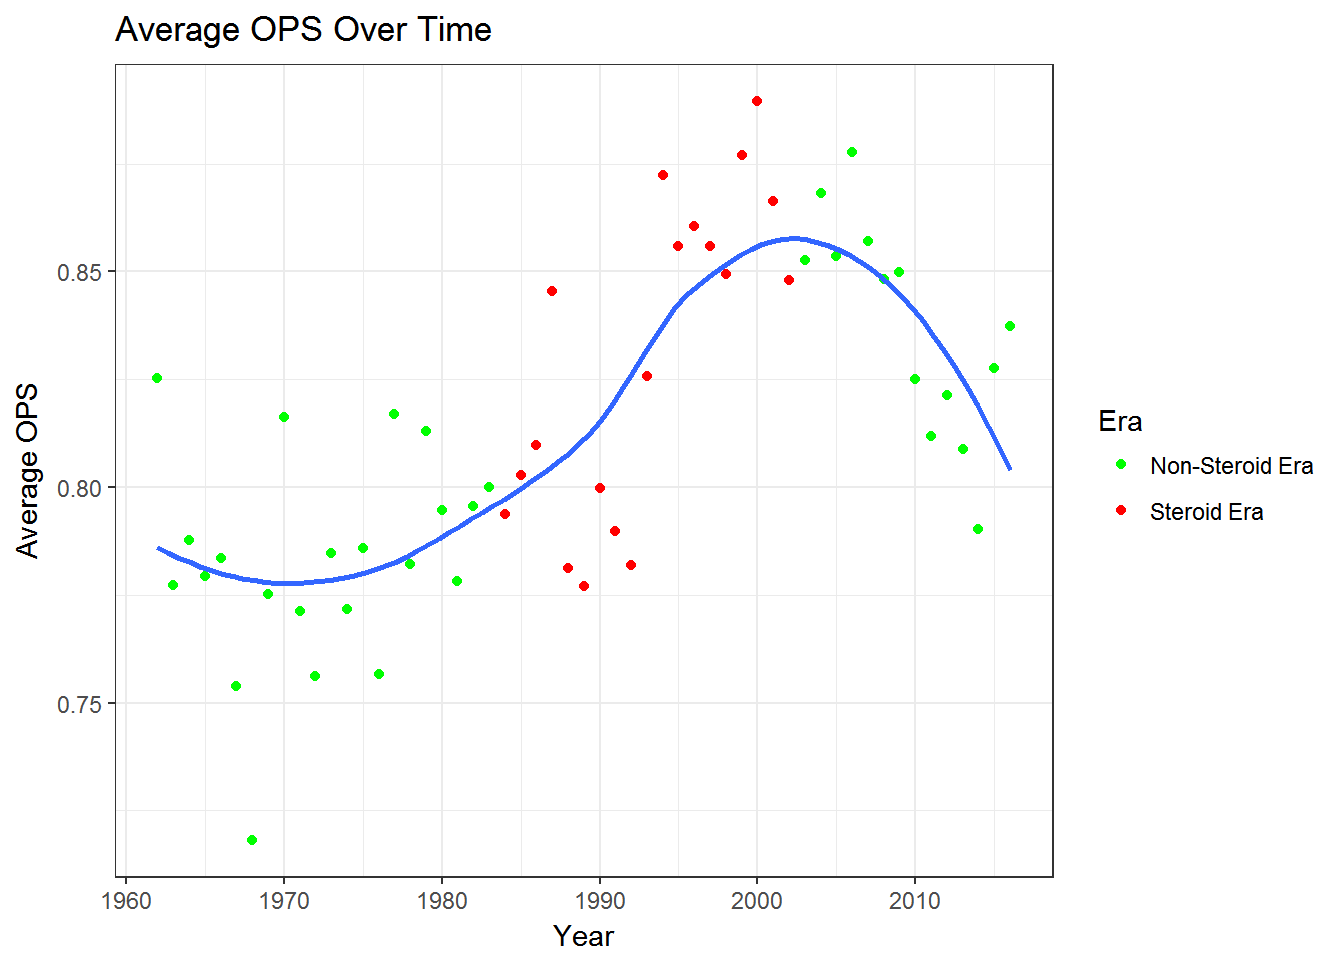 Average OPS Over Time
0.85
0.80
0.75
Average OPS
1960 1970 1980 1990 2000 2010
Year
Era
Non-Steroid Era
Steroid Era